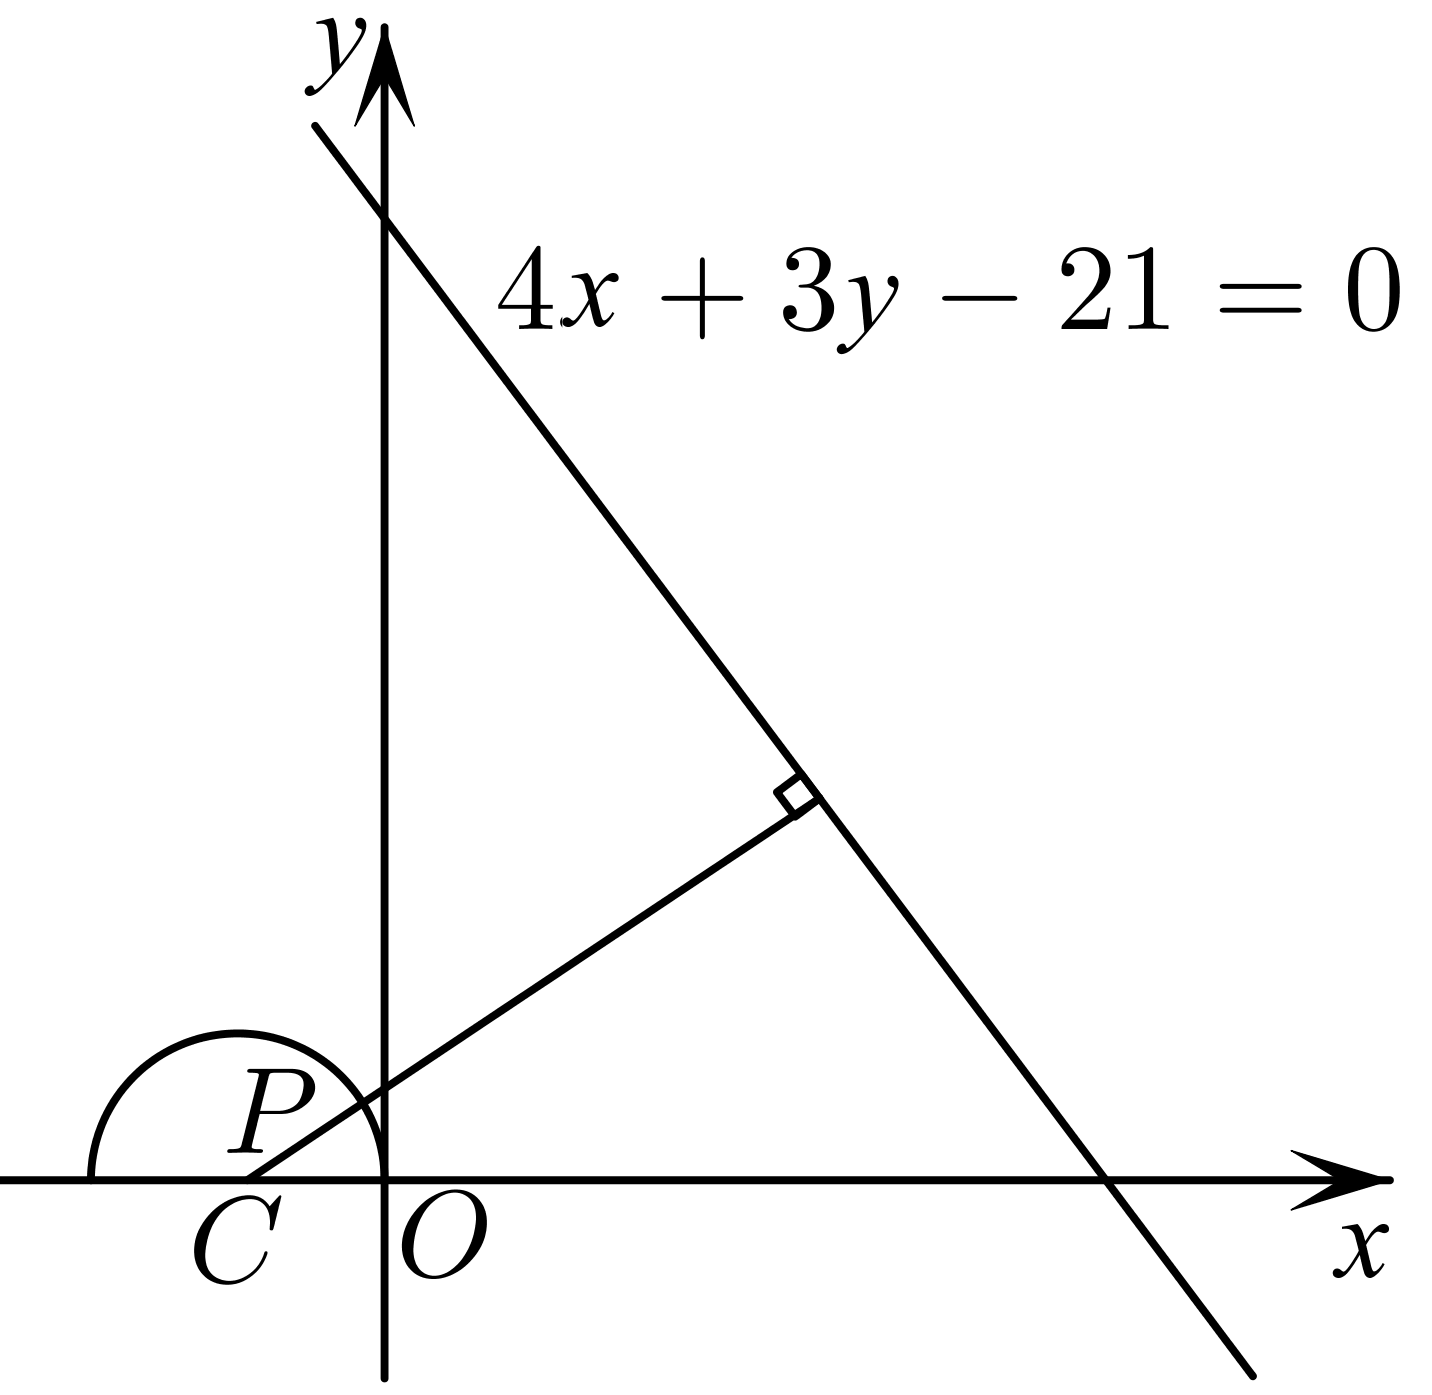 y
4x + 3y − 21 = 0
P
C
O
x